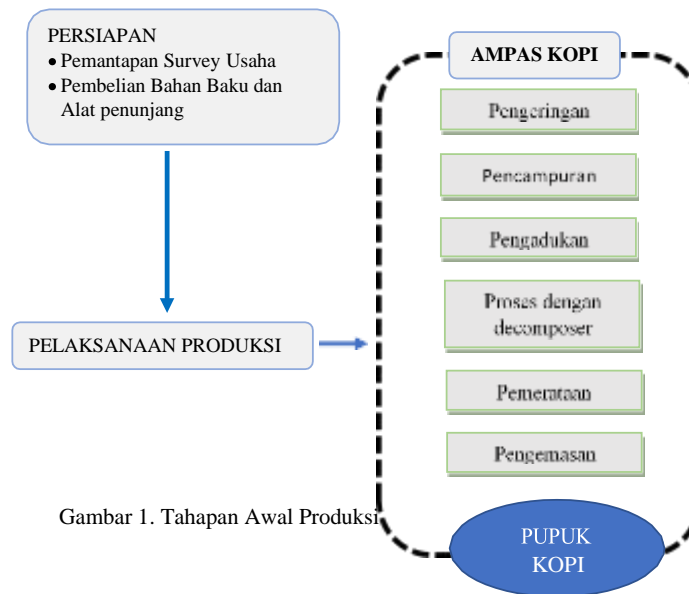 PERSIAPAN
• Pemantapan Survey Usaha
• Pembelian Bahan Baku dan
Alat penunjang
PELAKSANAAN PRODUKSI
AMPAS KOPI
Pengeringan
Pencampuran
Pengadukan
Proses dengan
decomposer
Pemerataan
Pengemasan
PUPUK
KOPI
Gambar 1. Tahapan Awal Produksi